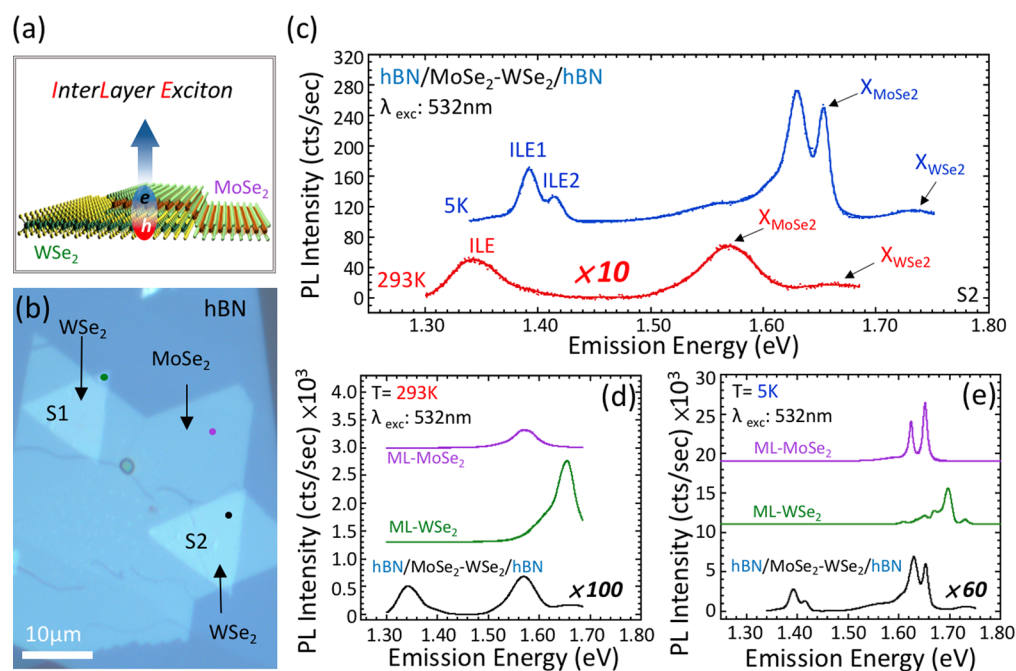 (a)
InterLayer Exciton
MoSe2
e
h
WSe2
(b)
hBN
WSe2
MoSe2
S1
S2
WSe2
10μm
(c)
hBN/MoSe2-WSe2/hBN
λ exc: 532nm
XMoSe2
ILE1
ILE2
XWSe2
5K
XMoSe2
ILE
×10
XWSe2
293K
S2
320
280
240
200
160
120
80
40
0
PL Intensity (cts/sec)
1.30 1.40 1.50 1.60 1.70 1.80
Emission Energy (eV)
(d)
T= 293K
λ exc: 532nm
ML-MoSe2
ML-WSe2
hBN/MoSe2-WSe2/hBN
×100
4.0
3.5
3.0
2.5
2.0
1.5
1.0
0.5
0.0
PL Intensity (cts/sec) ×10³
1.30 1.40 1.50 1.60 1.70 1.80
Emission Energy (eV)
(e)
T= 5K
λ exc: 532nm
ML-MoSe2
ML-WSe2
hBN/MoSe2-WSe2/hBN
×60
30
25
20
15
10
5
0
PL Intensity (cts/sec) ×10³
1.30 1.40 1.50 1.60 1.70 1.80
Emission Energy (eV)